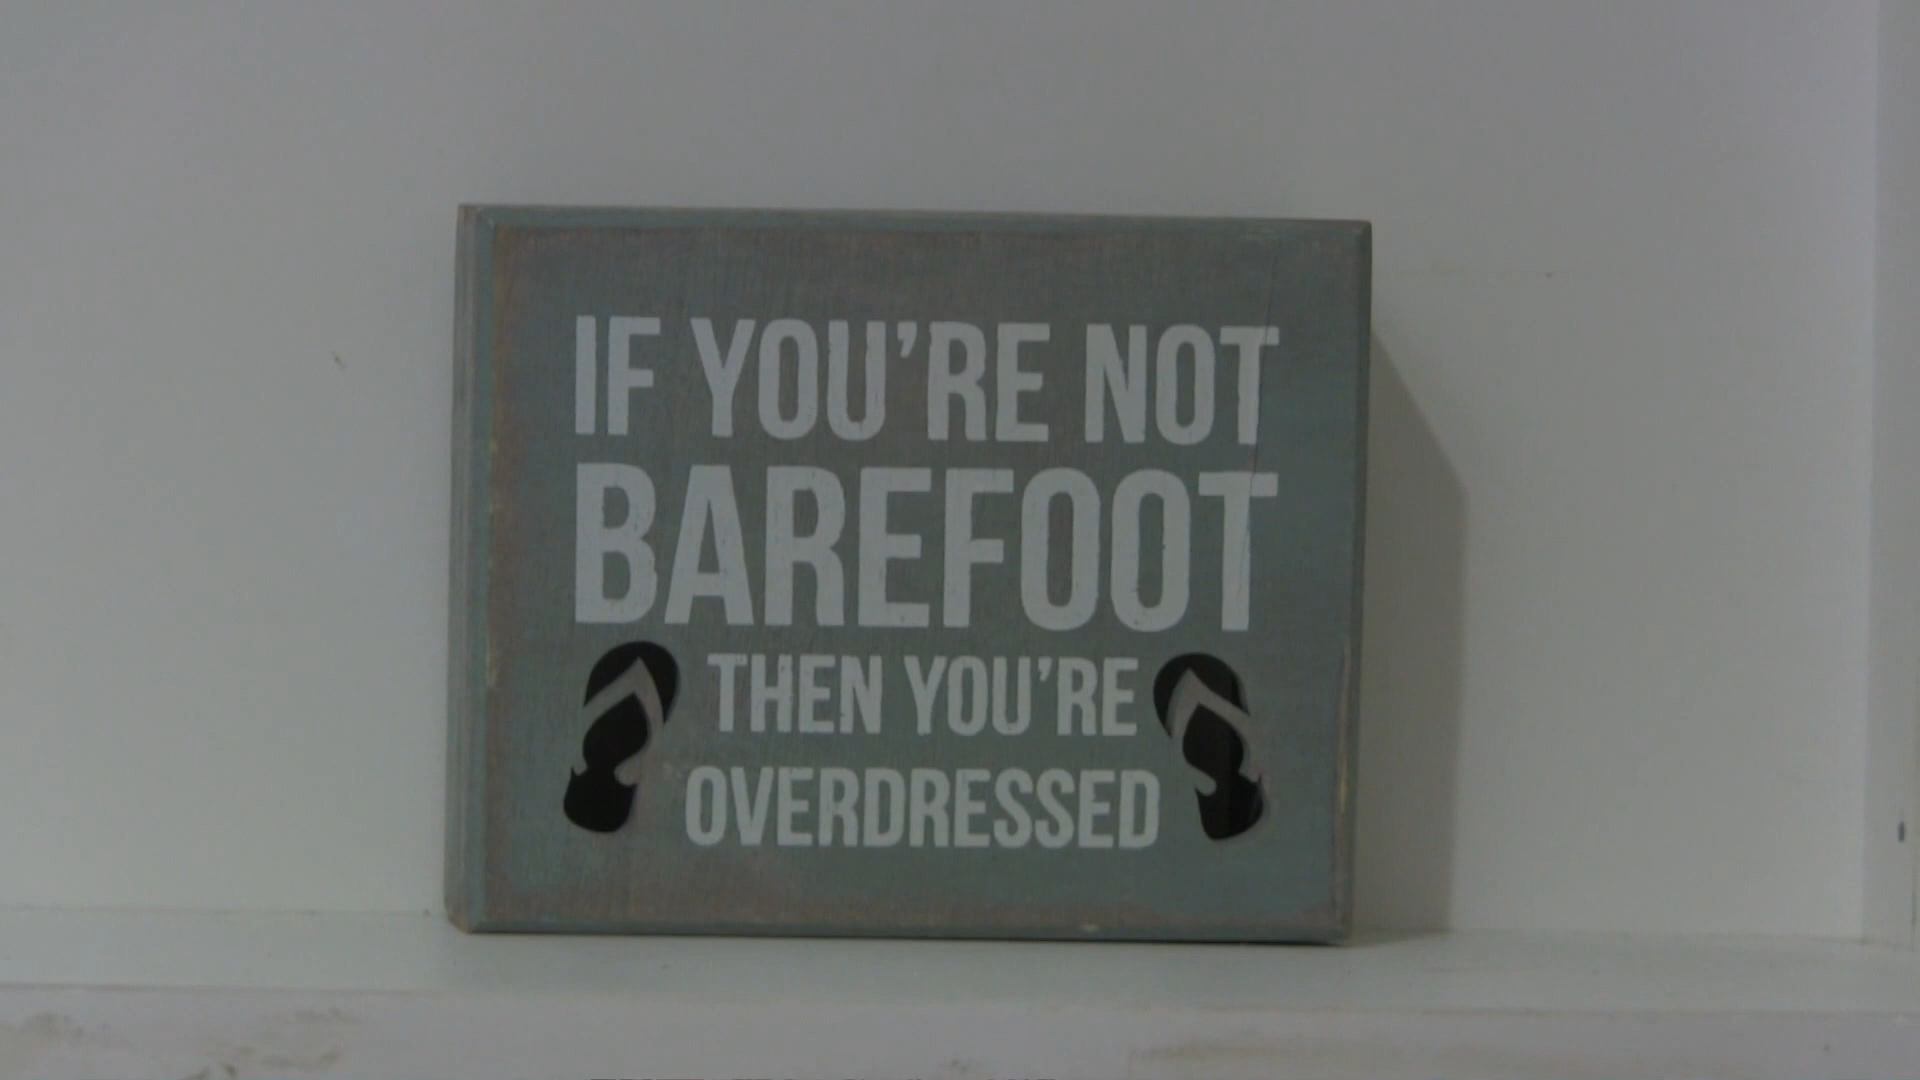 IF YOU'RE NOT
BAREFOOT
THEN YOU'RE
OVERDRESSED